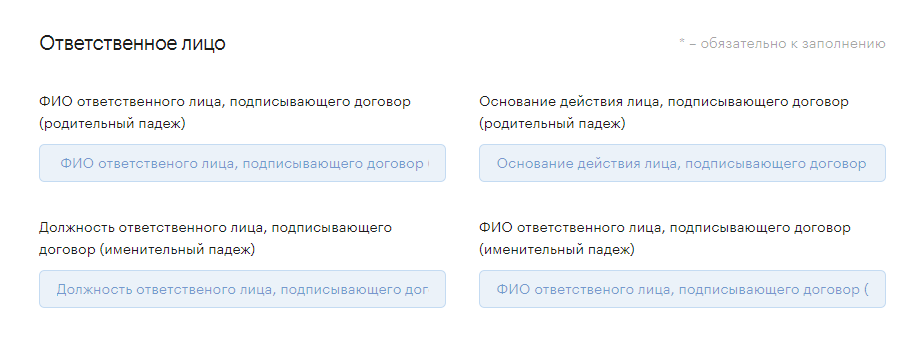 Ответственное лицо
* – обязательно к заполнению
ФИО ответственного лица, подписывающего договор
(родительный падеж)
ФИО ответственого лица, подписывающего договор (
Основание действия лица, подписывающего договор
(родительный падеж)
Основание действия лица, подписывающего договор
Должность ответственного лица, подписывающего
договор (именительный падеж)
Должность ответственого лица, подписывающего дог
ФИО ответственного лица, подписывающего договор
(именительный падеж)
ФИО ответственого лица, подписывающего договор (